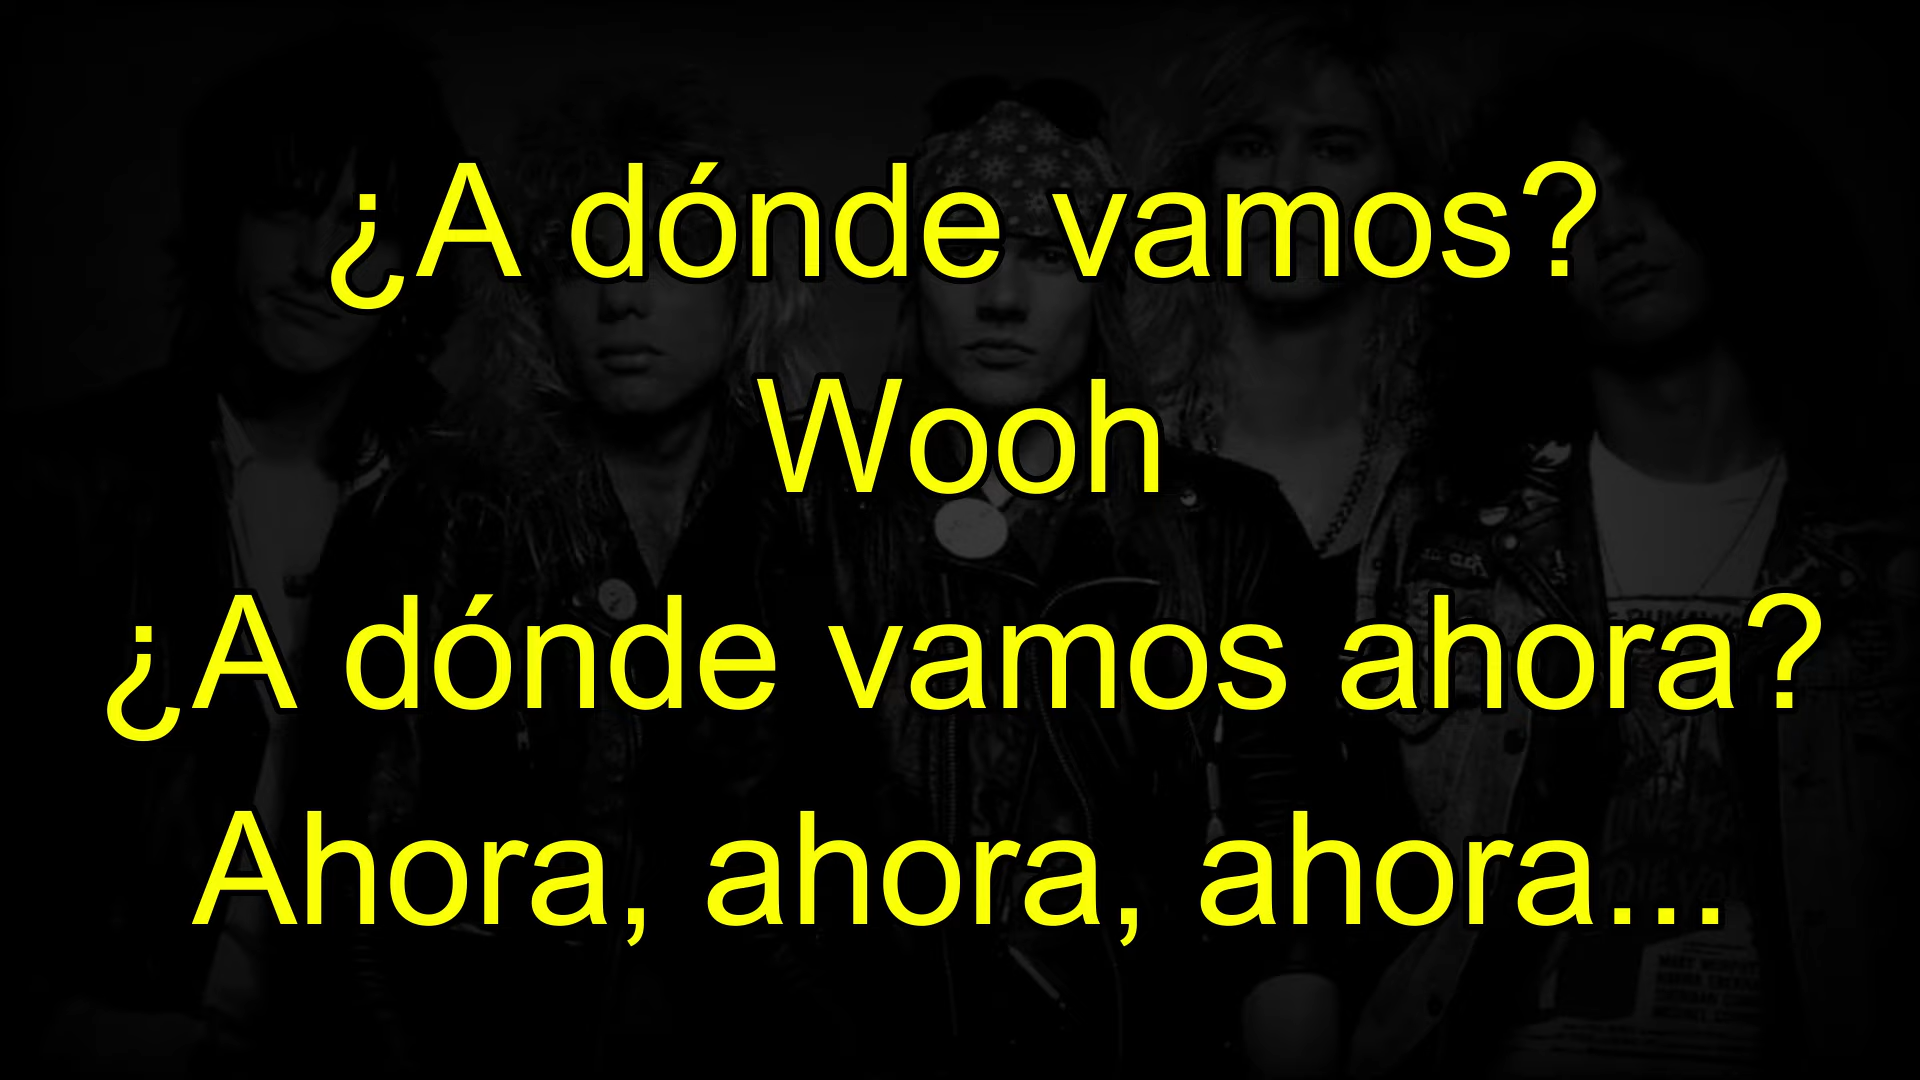 ¿A dónde vamos?
Wooh
¿A dónde vamos ahora?
Ahora, ahora, ahora...